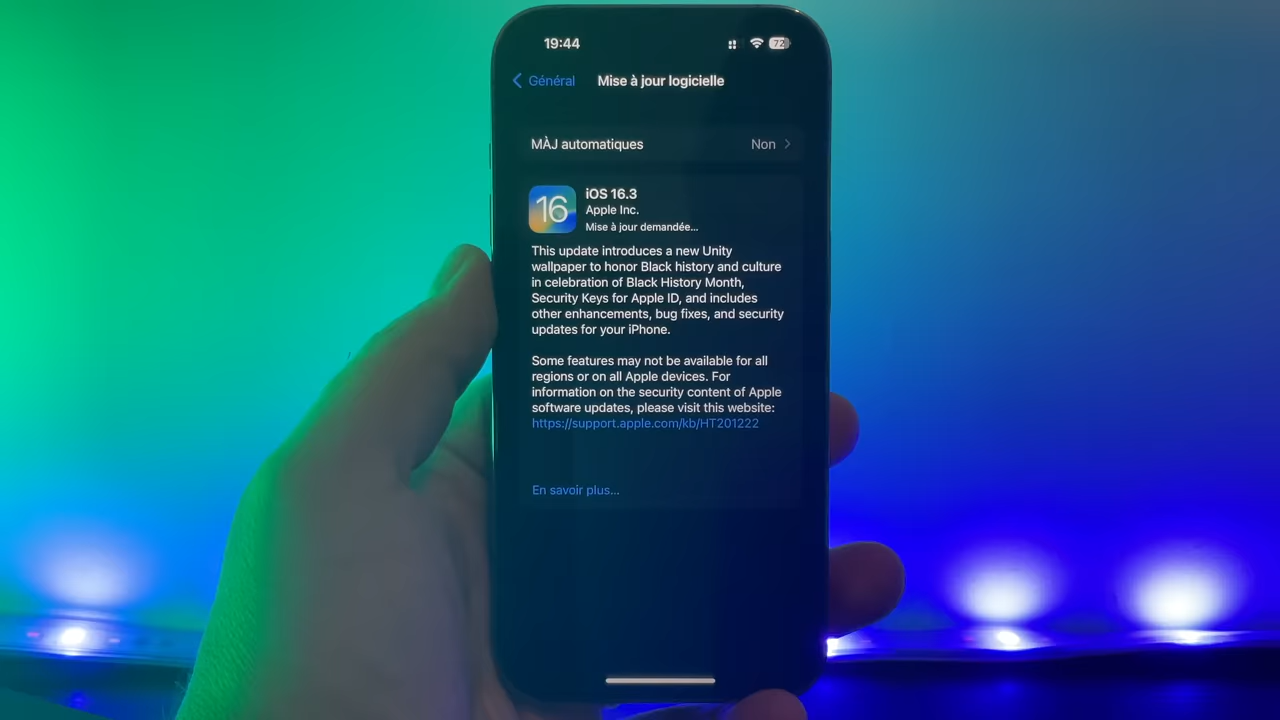 19:44
72
Général
Mise à jour logicielle
MÀJ automatiques
Non
16
iOS 16.3
Apple Inc.
Mise à jour demandée...
This update introduces a new Unity
wallpaper to honor Black history and culture
in celebration of Black History Month,
Security Keys for Apple ID, and includes
other enhancements, bug fixes, and security
updates for your iPhone.
Some features may not be available for all
regions or on all Apple devices. For
information on the security content of Apple
software updates, please visit this website:
https://support.apple.com/kb/HT201222
En savoir plus...